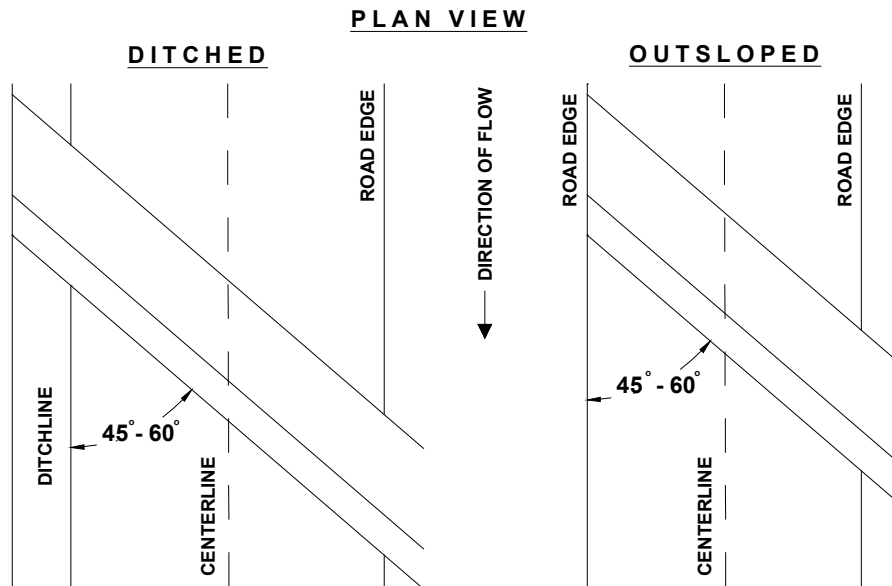 PLAN VIEW
DITCHED
OUTSLOPED
DITCHLINE
45° - 60°
CENTERLINE
ROAD EDGE
DIRECTION OF FLOW
ROAD EDGE
45° - 60°
CENTERLINE
ROAD EDGE